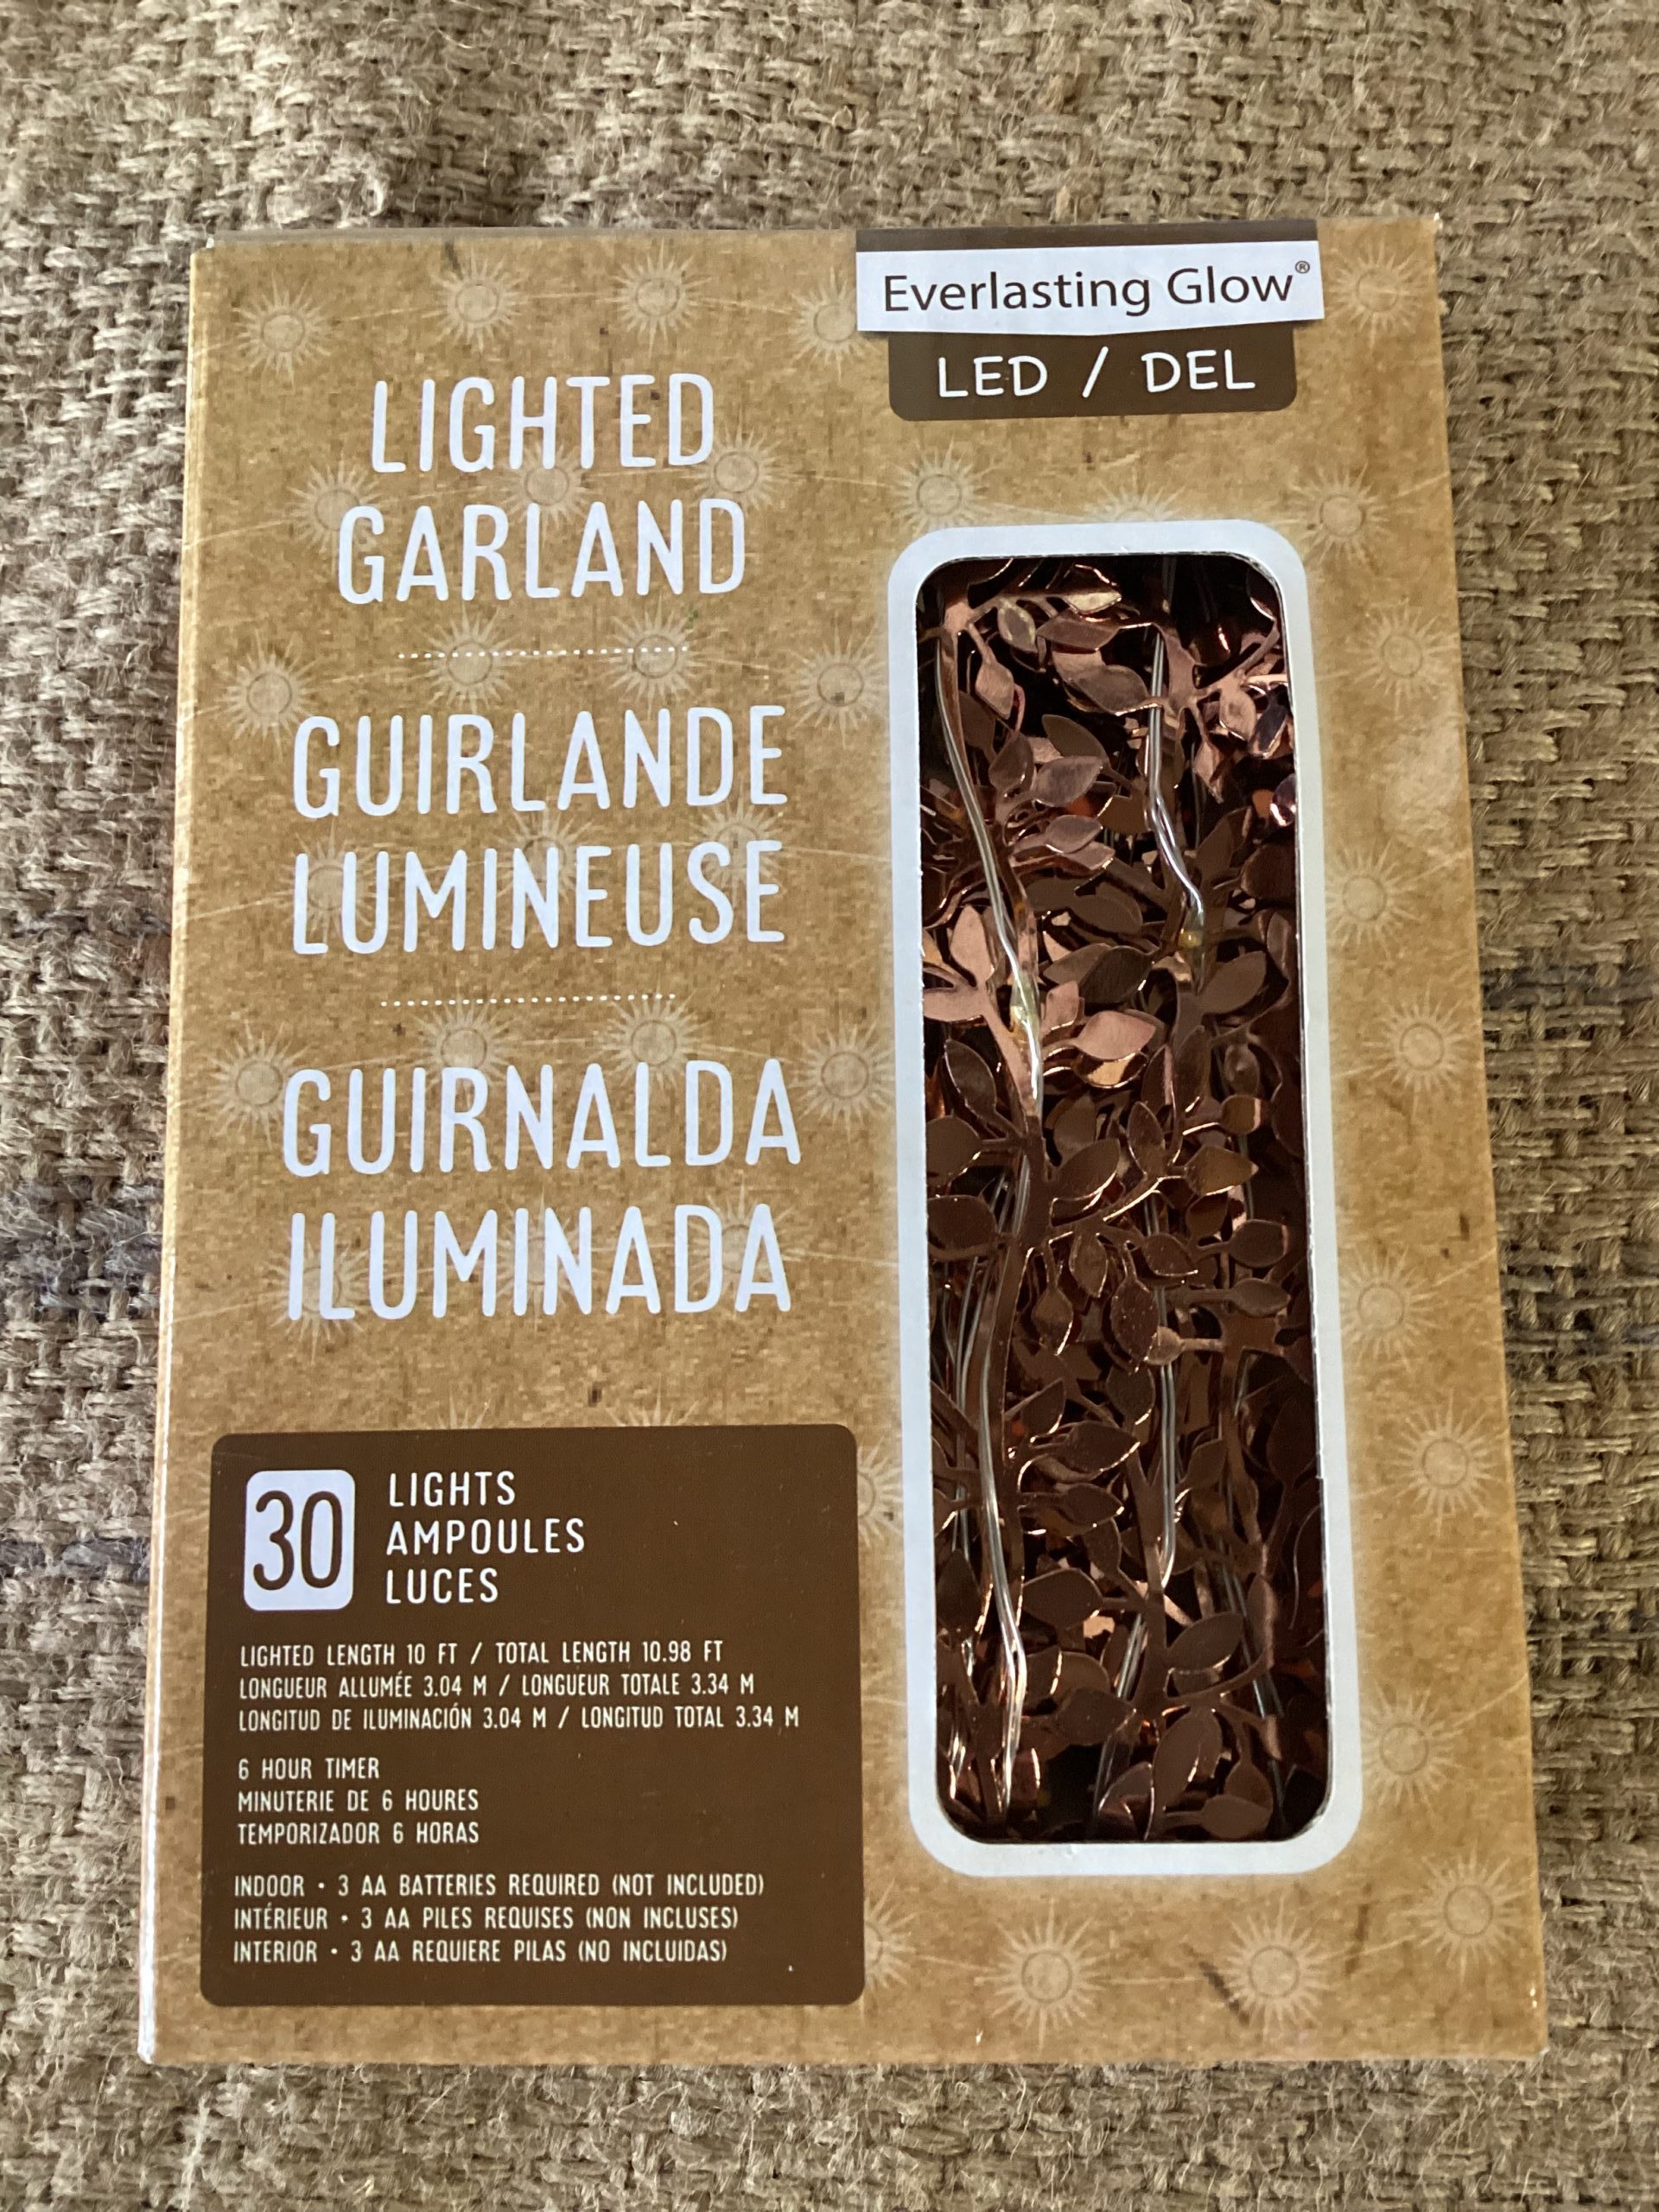 Everlasting Glow®
LED / DEL
LIGHTED
GARLAND
GUIRLANDE
LUMINEUSE
GUIRNALDA
ILUMINADA
30
LIGHTS
AMPOULES
LUCES
LIGHTED LENGTH 10 FT / TOTAL LENGTH 10.98 FT
LONGUEUR ALLUMÉE 3.04 M / LONGUEUR TOTALE 3.34 M
LONGITUD DE ILUMINACIÓN 3.04 M / LONGITUD TOTAL 3.34 M
6 HOUR TIMER
MINUTERIE DE 6 HOURES
TEMPORIZADOR 6 HORAS
INDOOR • 3 AA BATTERIES REQUIRED (NOT INCLUDED)
INTÉRIEUR • 3 AA PILES REQUISES (NON INCLUSES)
INTERIOR • 3 AA REQUIERE PILAS (NO INCLUIDAS)